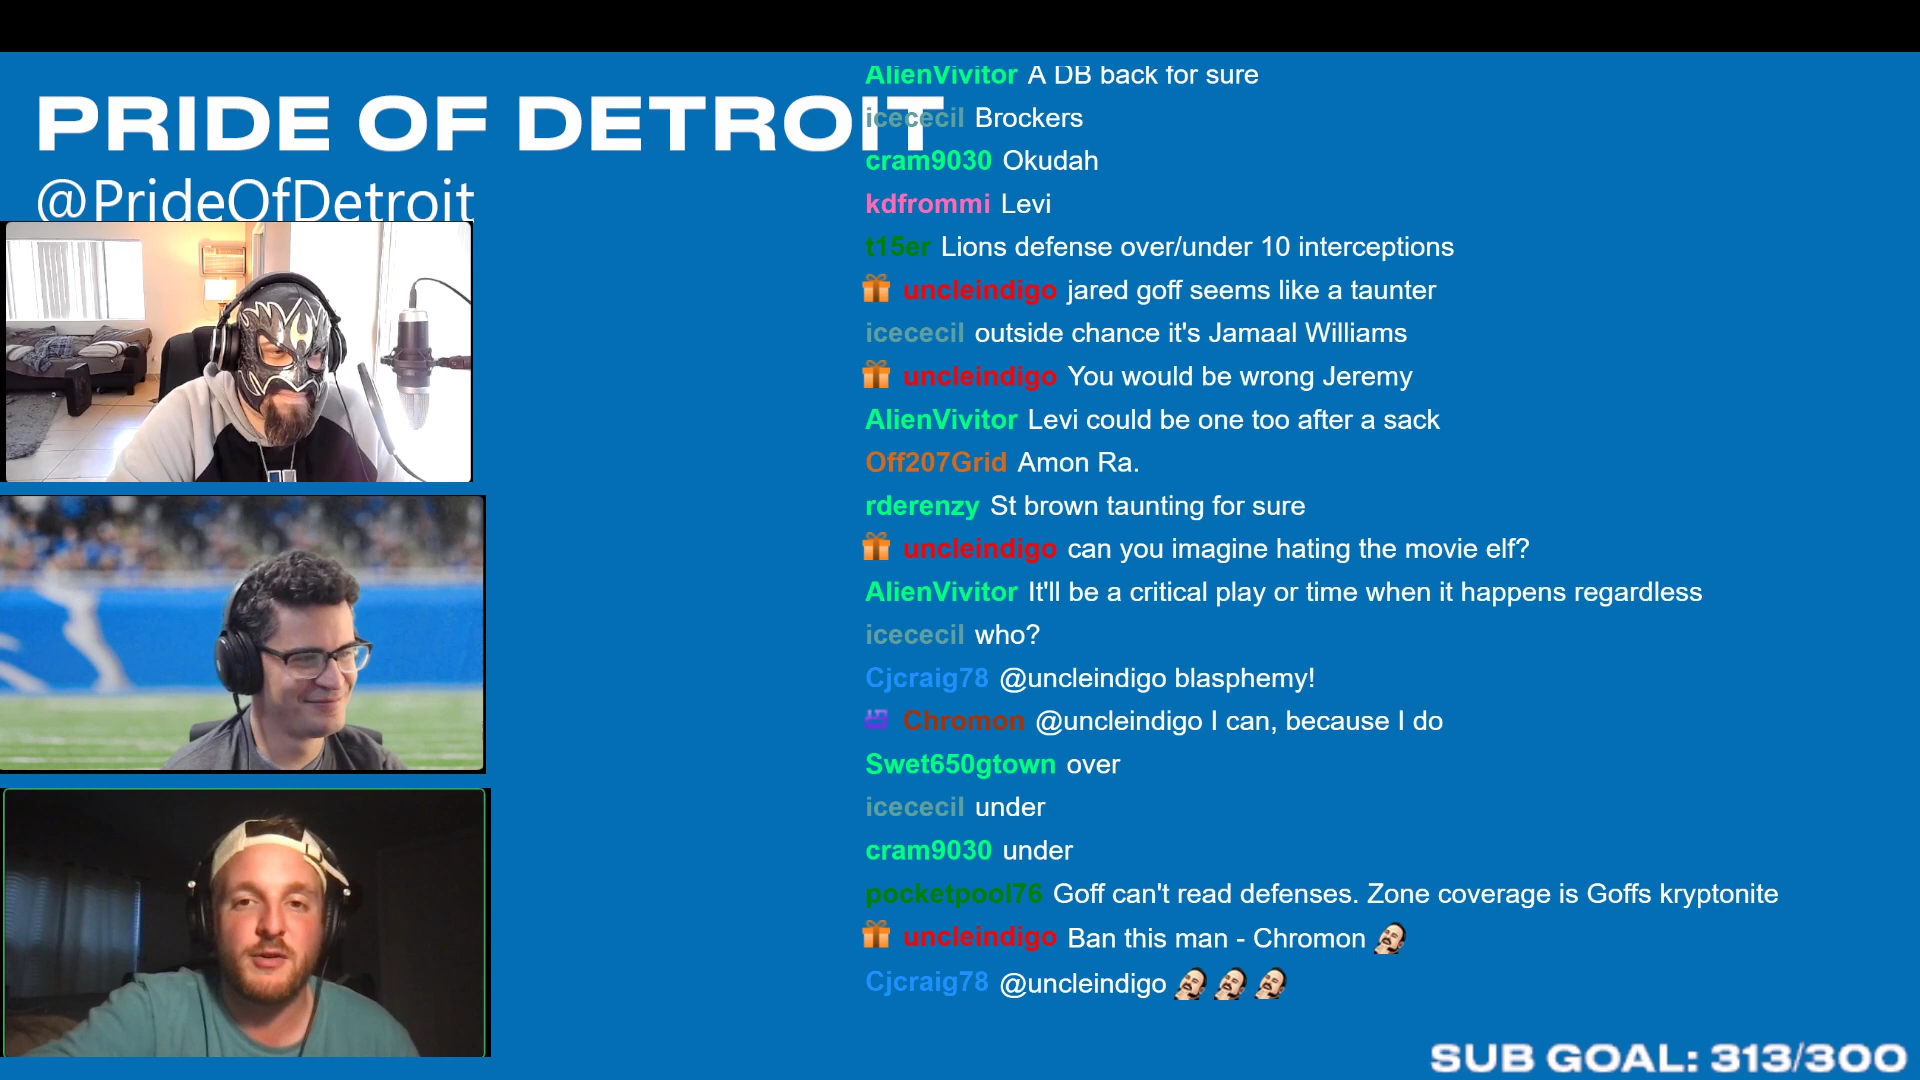 PRIDE OF DETROIT
@PrideOfDetroit
AlienVivitor A DB back for sure
icececil Brockers
cram9030 Okudah
kdfrommi Levi
t15er Lions defense over/under 10 interceptions
uncleindigo jared goff seems like a taunter
icececil outside chance it's Jamaal Williams
uncleindigo You would be wrong Jeremy
AlienVivitor Levi could be one too after a sack
Off207Grid Amon Ra.
rderenzy St brown taunting for sure
uncleindigo can you imagine hating the movie elf?
AlienVivitor It'll be a critical play or time when it happens regardless
icececil who?
Cjcraig78 @uncleindigo blasphemy!
Chromon @uncleindigo I can, because I do
Swet650gtown over
icececil under
cram9030 under
pocketpool76 Goff can't read defenses. Zone coverage is Goffs kryptonite
uncleindigo Ban this man - Chromon
Cjcraig78 @uncleindigo
SUB GOAL: 313/300